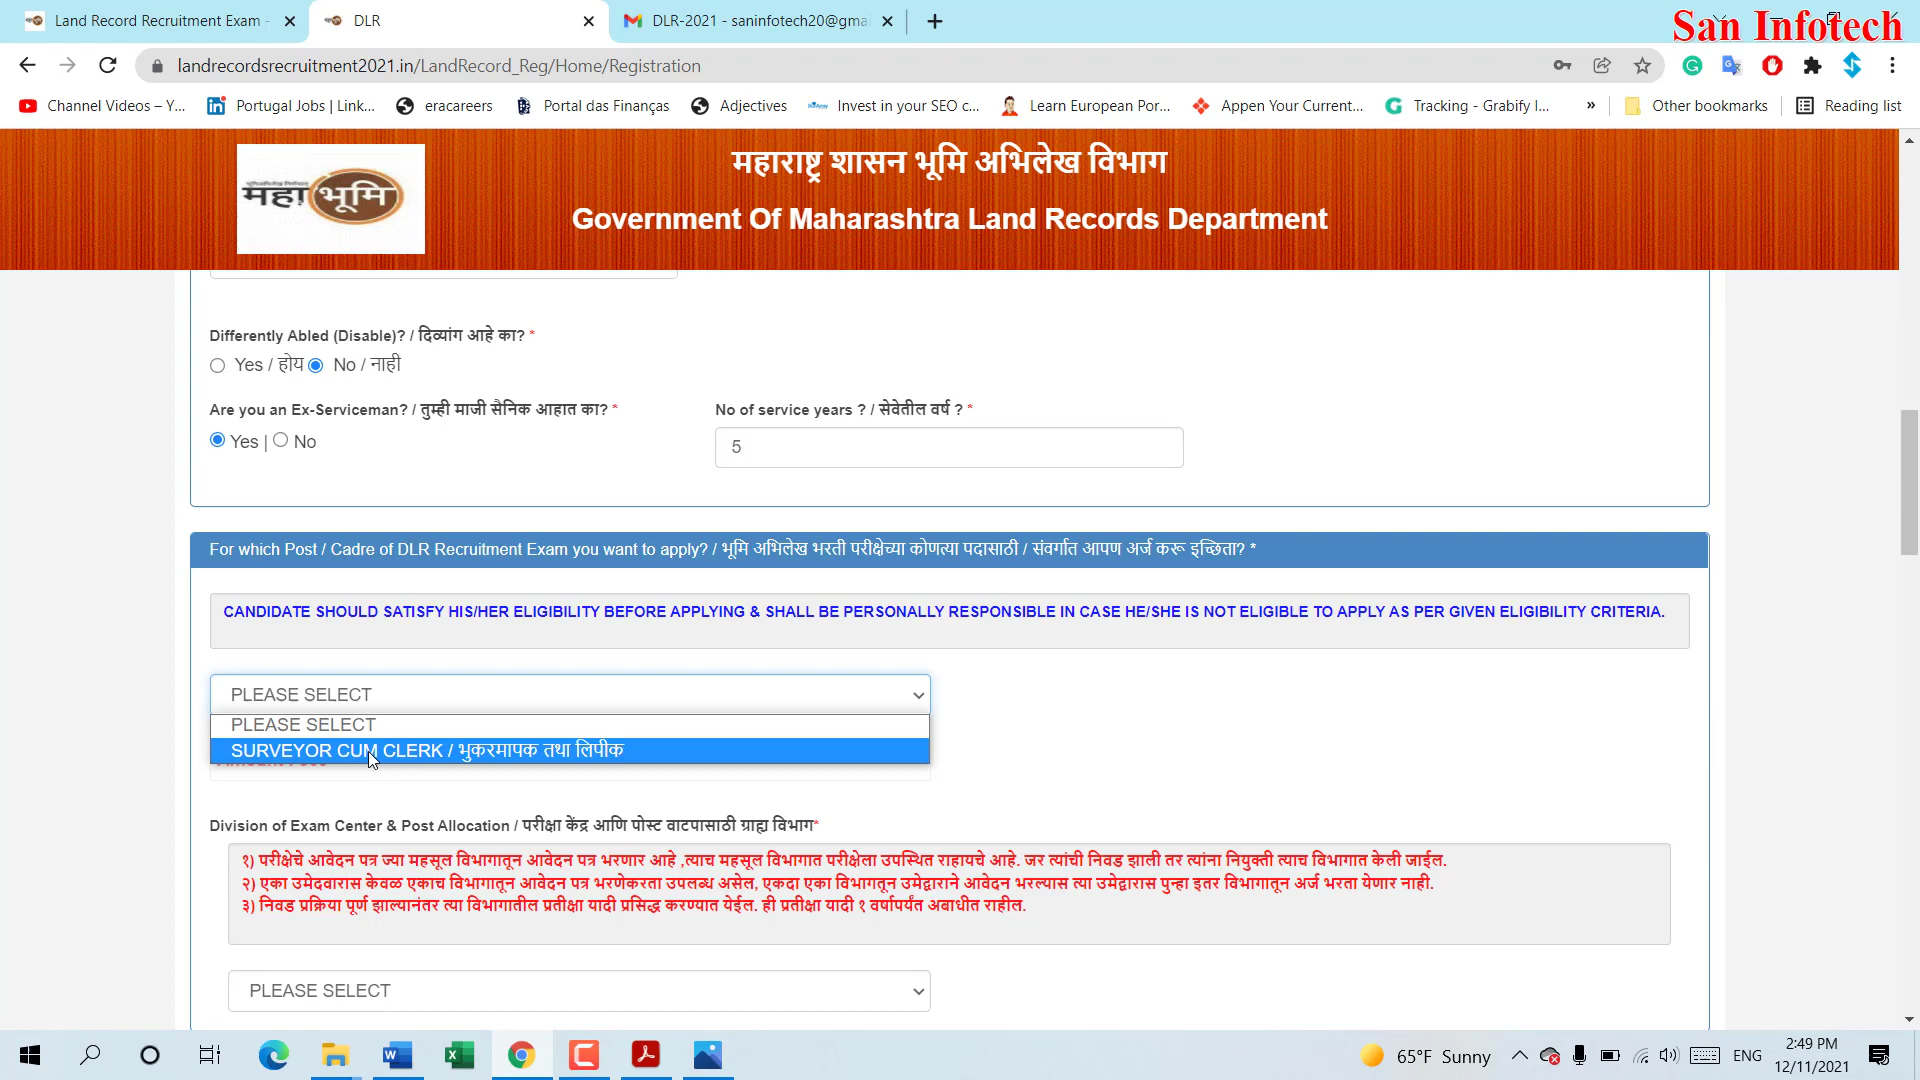 San Infotech
Land Record Recruitment Exam -
DLR
DLR-2021 - saninfotech20@gmai
landrecordsrecruitment2021.in/LandRecord_Reg/Home/Registration
Channel Videos – Y...
Portugal Jobs | Link...
eracareers
Portal das Finanças
Adjectives
Invest in your SEO c...
Learn European Por...
Appen Your Current...
Tracking - Grabify I...
»
Other bookmarks
Reading list
महाराष्ट्र शासन भूमि अभिलेख विभाग
महाभूमि
Government Of Maharashtra Land Records Department
Differently Abled (Disable)? / दिव्यांग आहे का? *
Yes / होय No / नाही
Are you an Ex-Serviceman? / तुम्ही माजी सैनिक आहात का? *
No of service years ? / सेवेतील वर्ष ? *
Yes | No
5
For which Post / Cadre of DLR Recruitment Exam you want to apply? / भूमि अभिलेख भरती परीक्षेच्या कोणत्या पदासाठी / संवर्गात आपण अर्ज करू इच्छिता? *
CANDIDATE SHOULD SATISFY HIS/HER ELIGIBILITY BEFORE APPLYING & SHALL BE PERSONALLY RESPONSIBLE IN CASE HE/SHE IS NOT ELIGIBLE TO APPLY AS PER GIVEN ELIGIBILITY CRITERIA.
PLEASE SELECT
PLEASE SELECT
SURVEYOR CUM CLERK / भुकरमापक तथा लिपीक
Division of Exam Center & Post Allocation / परीक्षा केंद्र आणि पोस्ट वाटपासाठी ग्राह्य विभाग*
१) परीक्षेचे आवेदन पत्र ज्या महसूल विभागातून आवेदन पत्र भरणार आहे ,त्याच महसूल विभागात परीक्षेला उपस्थित राहायचे आहे. जर त्यांची निवड झाली तर त्यांना नियुक्ती त्याच विभागात केली जाईल.
२) एका उमेदवारास केवळ एकाच विभागातून आवेदन पत्र भरणेकरता उपलब्ध असेल, एकदा एका विभागतून उमेद्वाराने आवेदन भरल्यास त्या उमेद्वारास पुन्हा इतर विभागातून अर्ज भरता येणार नाही.
३) निवड प्रक्रिया पूर्ण झाल्यानंतर त्या विभागातील प्रतीक्षा यादी प्रसिद्ध करण्यात येईल. ही प्रतीक्षा यादी १ वर्षापर्यंत अबाधीत राहील.
PLEASE SELECT
65°F Sunny
ENG
2:49 PM
12/11/2021